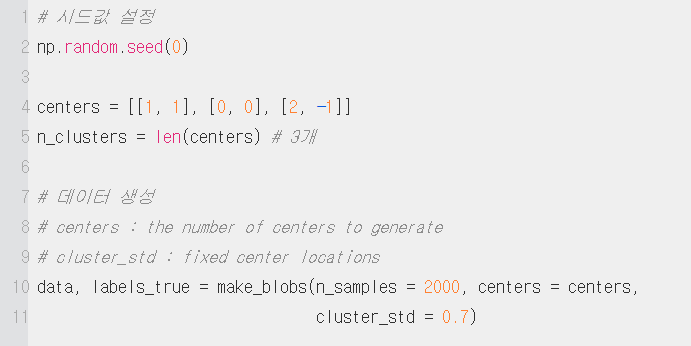 1 # 시드값 설정
2 np.random.seed(0)
3
4 centers = [[1, 1], [0, 0], [2, -1]]
5 n_clusters = len(centers) # 3개
6
7 # 데이터 생성
8 # centers : the number of centers to generate
9 # cluster_std : fixed center locations
10 data, labels_true = make_blobs(n_samples = 2000, centers = centers,
11 cluster_std = 0.7)